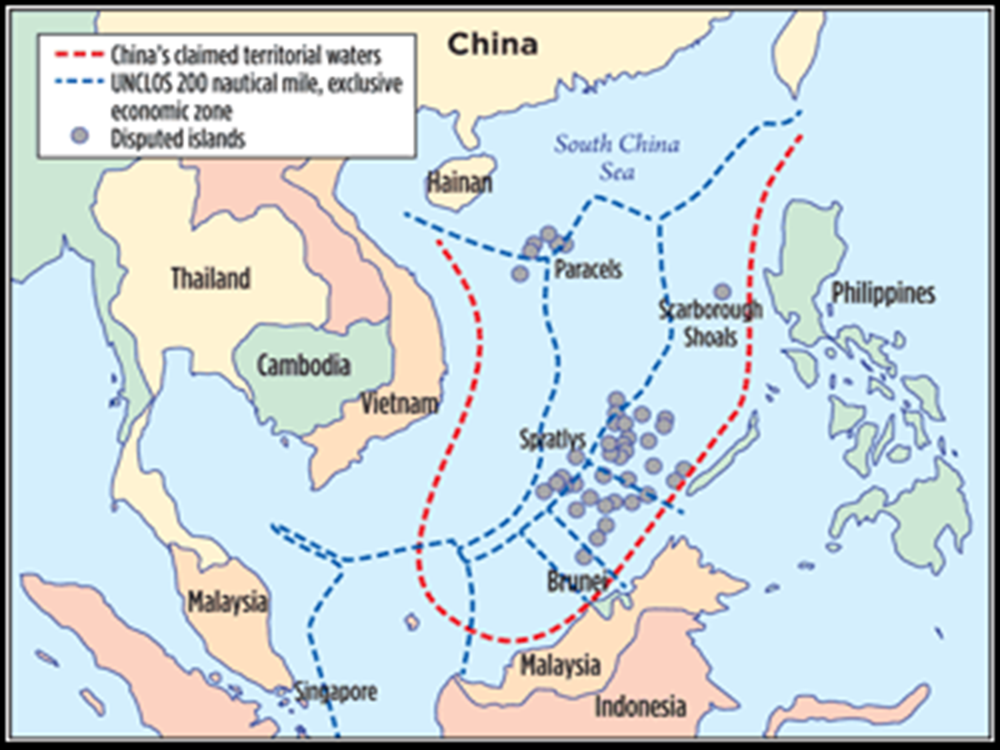 China
China's claimed territorial waters
UNCLOS 200 nautical mile, exclusive
economic zone
Disputed islands
South China
Sea
Hainan
Paracels
Thailand
Philippines
Scarborough
Shoals
Cambodia
Vietnam
Spratlys
Brunei
Malaysia
Malaysia
Singapore
Indonesia